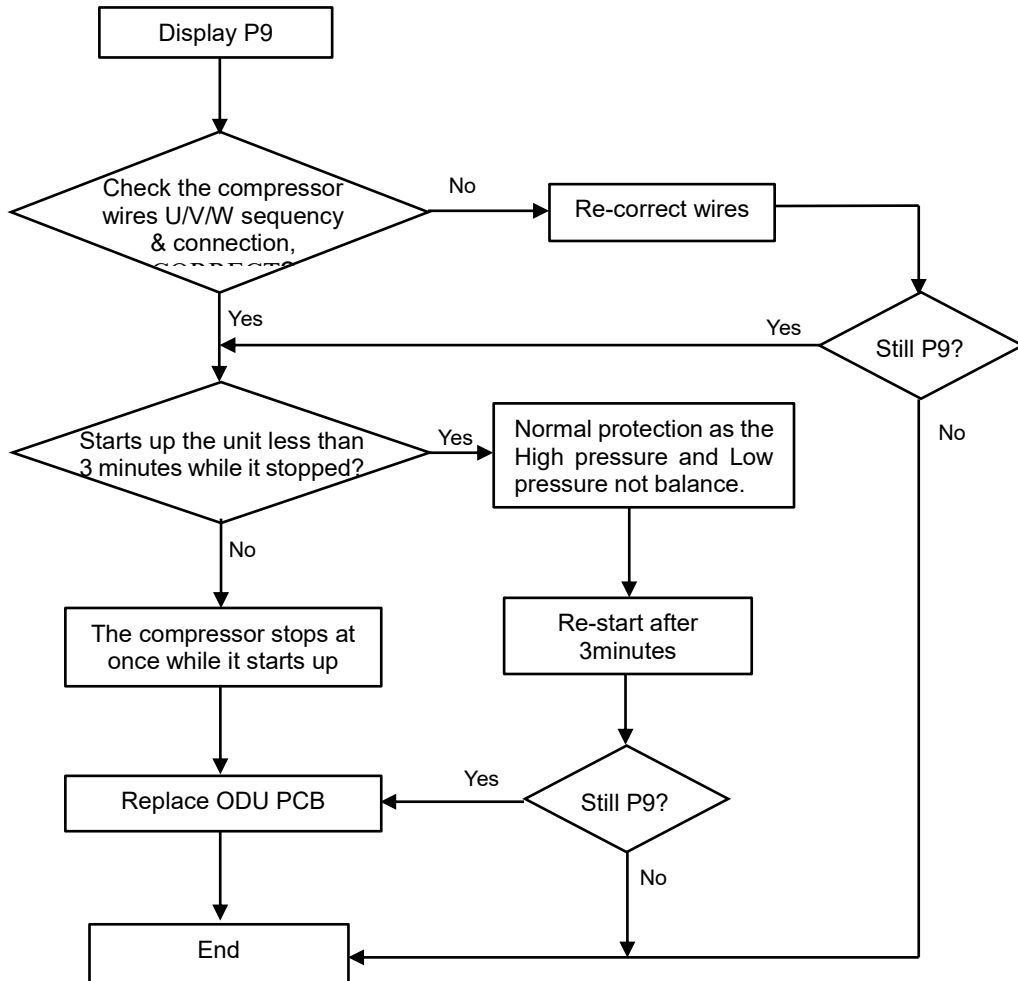 Display P9
Check the compressor
wires U/V/W sequency
& connection,
No
Re-correct wires
Yes
Yes
Still P9?
No
Starts up the unit less than
3 minutes while it stopped?
Yes
Normal protection as the
High pressure and Low
pressure not balance.
No
The compressor stops at
once while it starts up
Re-start after
3minutes
Replace ODU PCB
Yes
Still P9?
No
End